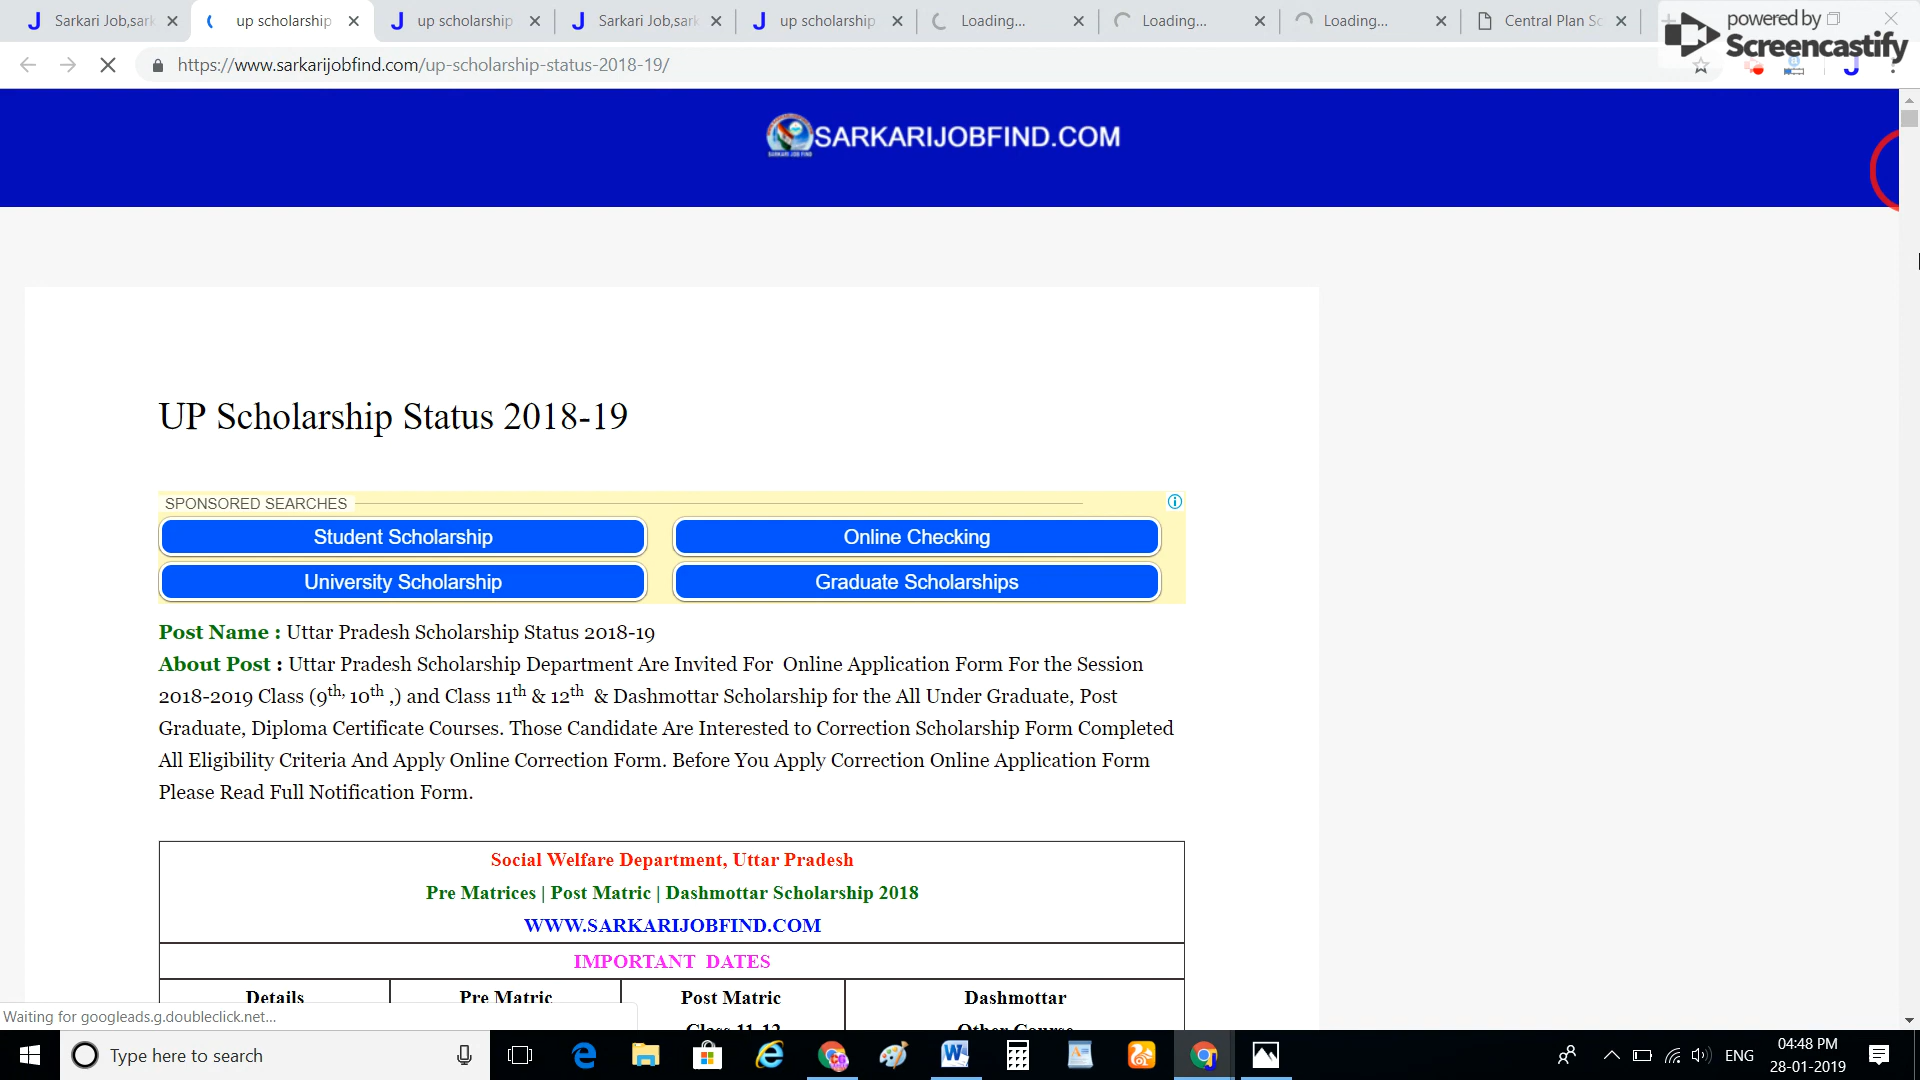 Sarkari Job,sark
up scholarship
up scholarship
Sarkari Job,sark
up scholarship
Loading...
Loading...
Loading...
Central Plan Sc
powered by
Screencastify
https://www.sarkarijobfind.com/up-scholarship-status-2018-19/
SARKARI JOB FIND
SARKARIJOBFIND.COM
UP Scholarship Status 2018-19
SPONSORED SEARCHES
Student Scholarship
Online Checking
University Scholarship
Graduate Scholarships
Post Name : Uttar Pradesh Scholarship Status 2018-19
About Post : Uttar Pradesh Scholarship Department Are Invited For Online Application Form For the Session
2018-2019 Class (9th, 10th ,) and Class 11th & 12th & Dashmottar Scholarship for the All Under Graduate, Post
Graduate, Diploma Certificate Courses. Those Candidate Are Interested to Correction Scholarship Form Completed
All Eligibility Criteria And Apply Online Correction Form. Before You Apply Correction Online Application Form
Please Read Full Notification Form.
Social Welfare Department, Uttar Pradesh
Pre Matrices | Post Matric | Dashmottar Scholarship 2018
WWW.SARKARIJOBFIND.COM
IMPORTANT DATES
Details Pre Matric Post Matric Dashmottar
Class 11-12 Other Course
Waiting for googleads.g.doubleclick.net...
Type here to search
ENG
04:48 PM
28-01-2019